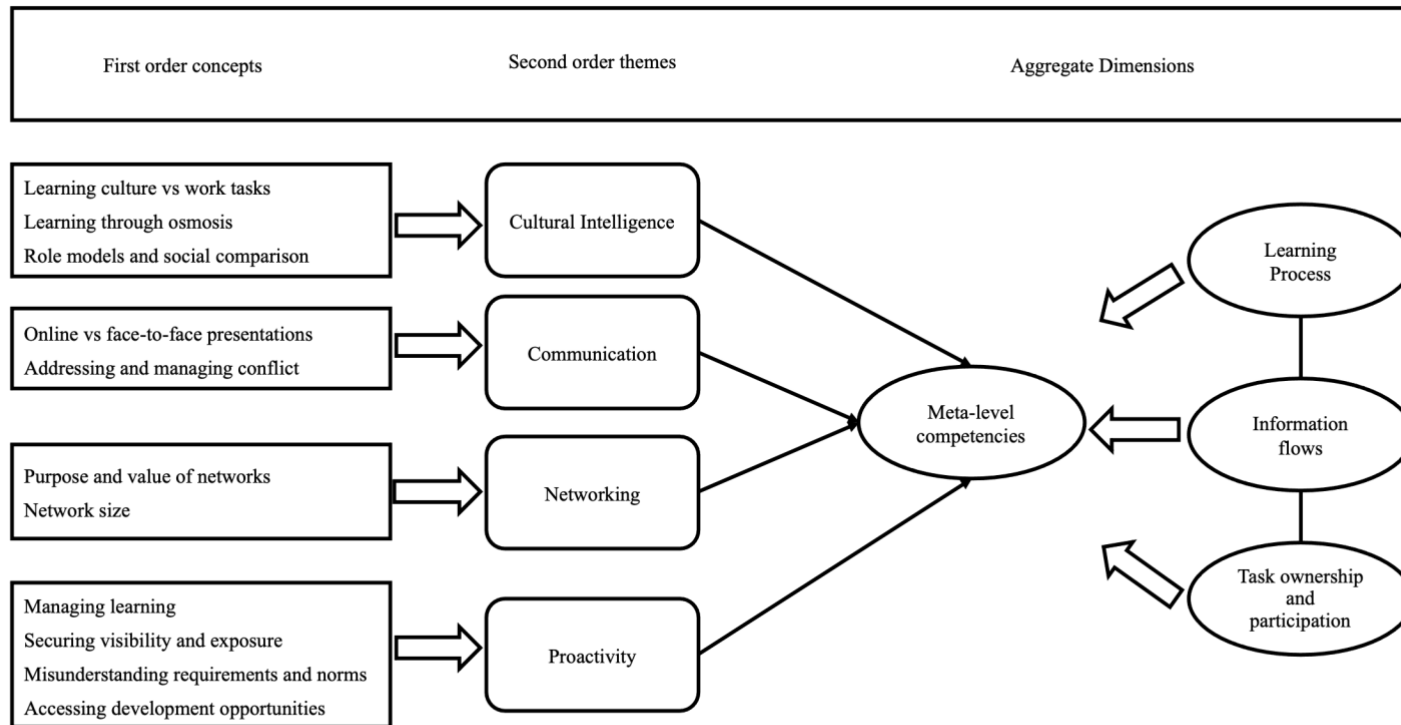 First order concepts
Second order themes
Aggregate Dimensions
Learning culture vs work tasks
Learning through osmosis
Role models and social comparison
Cultural Intelligence
Learning
Process
Online vs face-to-face presentations
Addressing and managing conflict
Communication
Meta-level
competencies
Information
flows
Purpose and value of networks
Network size
Networking
Task ownership
and
participation
Managing learning
Securing visibility and exposure
Misunderstanding requirements and norms
Accessing development opportunities
Proactivity